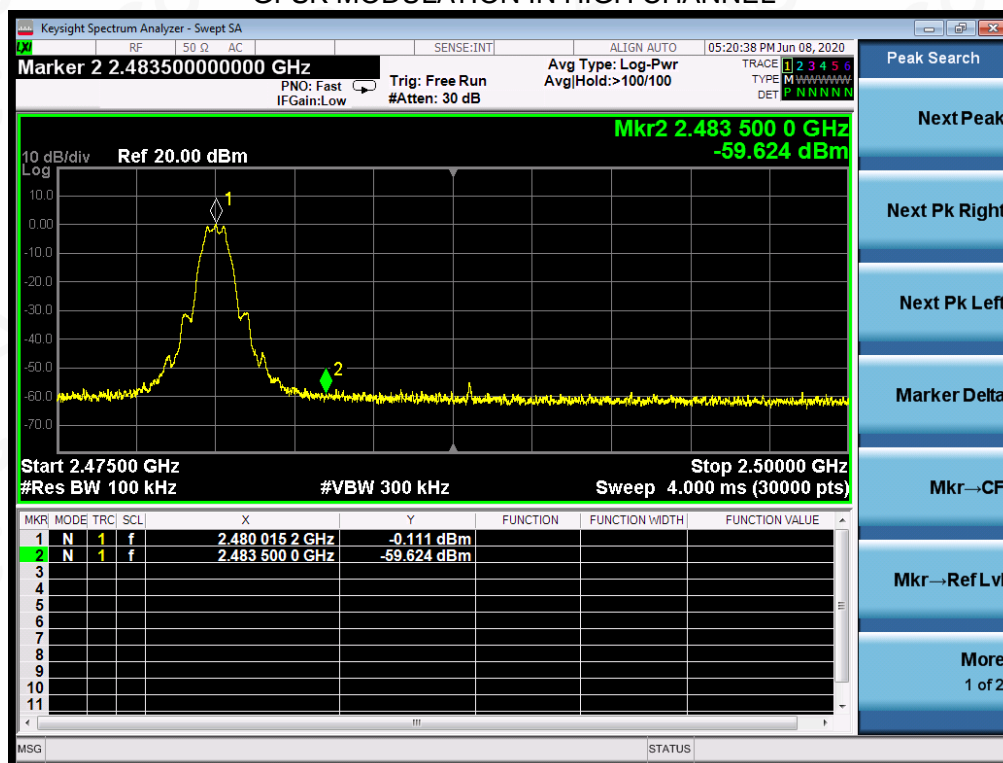 GFSK MODULATION IN HIGH CHANNEL
Keysight Spectrum Analyzer - Swept SA
LXI RF 50 Ω AC SENSE:INT ALIGN AUTO 05:20:38 PM Jun 08, 2020
Marker 2 2.483500000000 GHz
PNO: Fast
IFGain:Low
Trig: Free Run
#Atten: 30 dB
Avg Type: Log-Pwr
Avg|Hold:>100/100
TRACE 1 2 3 4 5 6
TYPE M WWWWW
DET P N N N N N
Mkr2 2.483 500 0 GHz
-59.624 dBm
10 dB/div Ref 20.00 dBm
Log
10.0
0.00
-10.0
-20.0
-30.0
-40.0
-50.0
-60.0
-70.0
1
2
Start 2.47500 GHz Stop 2.50000 GHz
#Res BW 100 kHz #VBW 300 kHz Sweep 4.000 ms (30000 pts)
MKR MODE TRC SCL X Y FUNCTION FUNCTION WIDTH FUNCTION VALUE
1 N 1 f 2.480 015 2 GHz -0.111 dBm
2 N 1 f 2.483 500 0 GHz -59.624 dBm
3
4
5
6
7
8
9
10
11
MSG STATUS
Peak Search
Next Peak
Next Pk Right
Next Pk Left
Marker Delta
Mkr→CF
Mkr→Ref Lvl
More
1 of 2